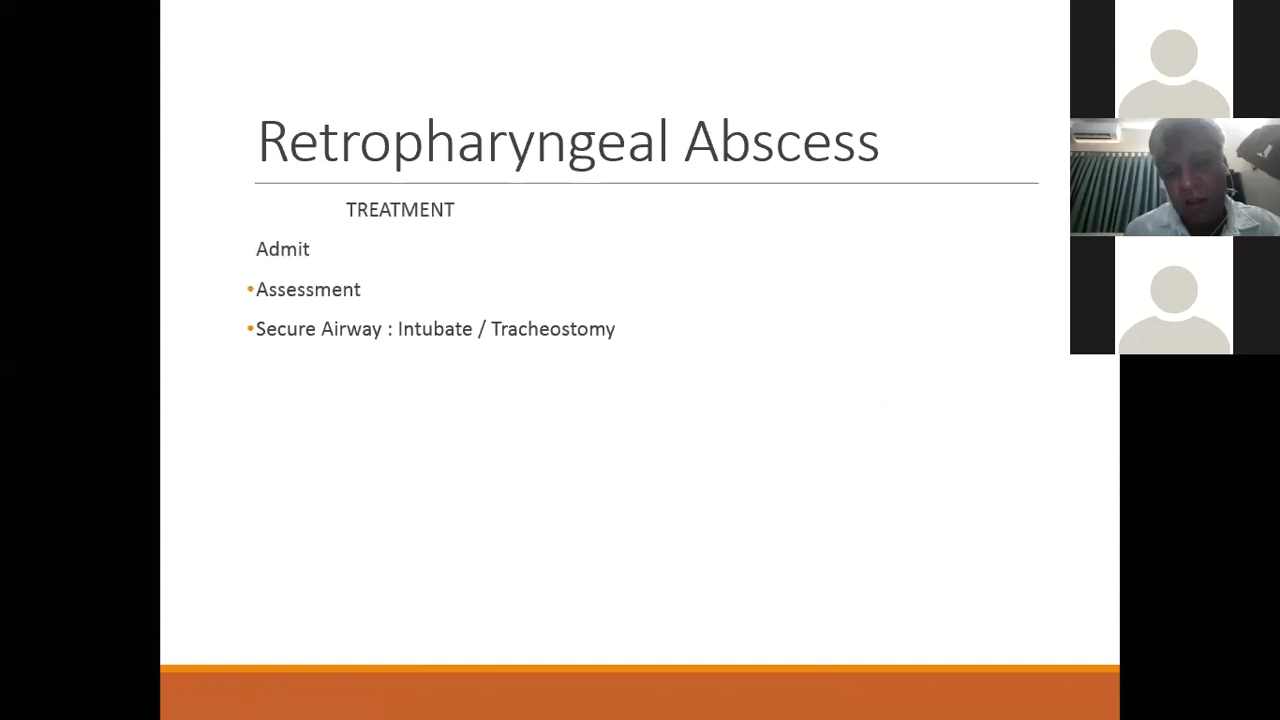 Retropharyngeal Abscess
TREATMENT
Admit
•Assessment
•Secure Airway : Intubate / Tracheostomy